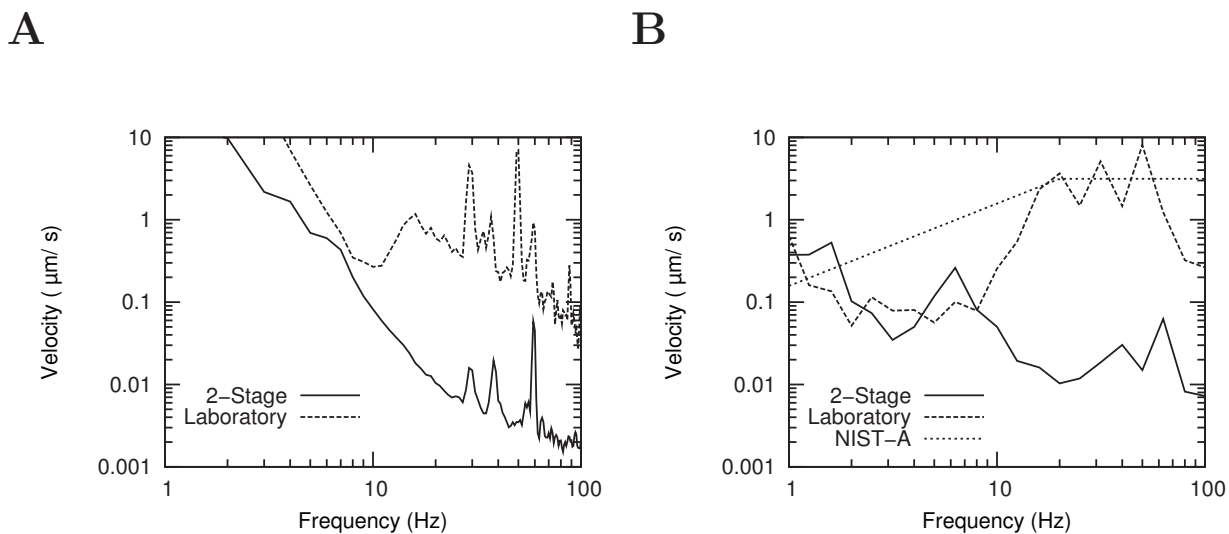 A
B
10
1
0.1
0.01
0.001
Velocity ( µm/ s)
2−Stage
Laboratory
1
10
100
Frequency (Hz)
10
1
0.1
0.01
0.001
Velocity ( µm/ s)
2−Stage
Laboratory
NIST−A
1
10
100
Frequency (Hz)